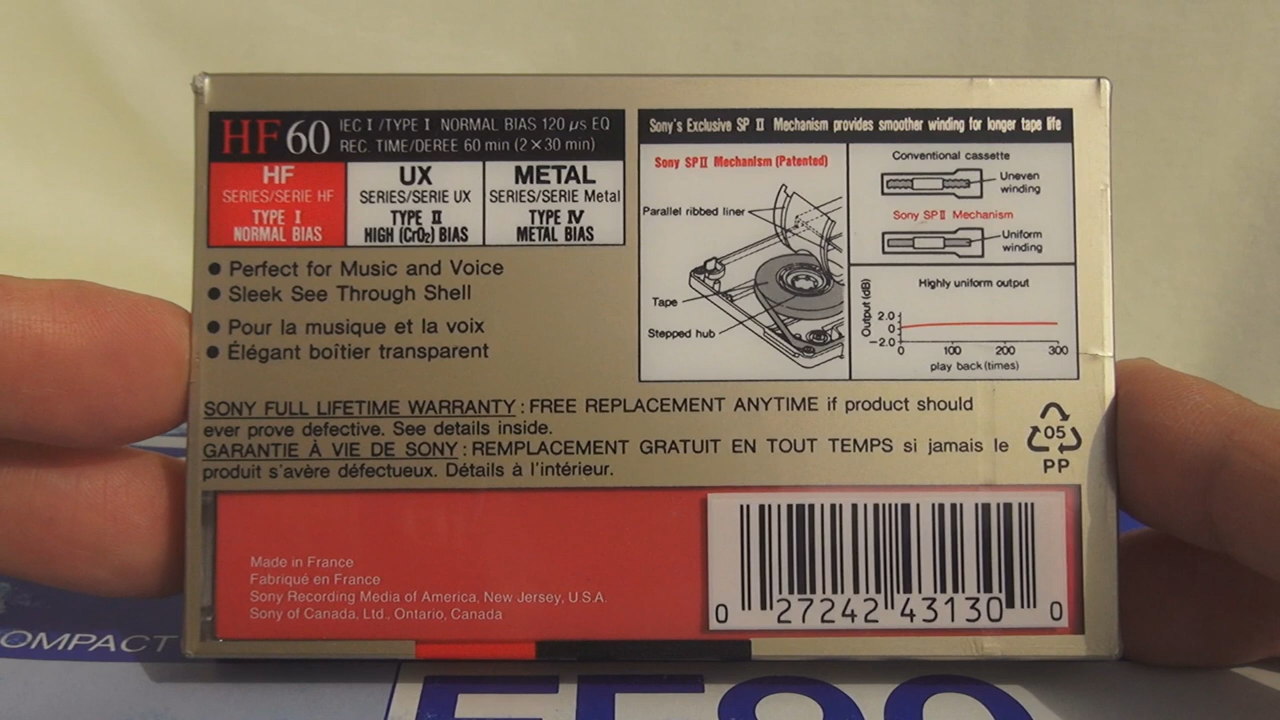 HF 60 IEC I / TYPE I NORMAL BIAS 120 µs EQ
REC. TIME/DEREE 60 min (2 × 30 min)
HF
SERIES/SERIE HF
TYPE I
NORMAL BIAS
UX
SERIES/SERIE UX
TYPE II
HIGH (CrO₂) BIAS
METAL
SERIES/SERIE Metal
TYPE IV
METAL BIAS
● Perfect for Music and Voice
● Sleek See Through Shell
● Pour la musique et la voix
● Élégant boîtier transparent
Sony's Exclusive SP II Mechanism provides smoother winding for longer tape life
Sony SPII Mechanism (Patented)
Parallel ribbed liner
Tape
Stepped hub
Conventional cassette
Uneven
winding
Sony SPII Mechanism
Uniform
winding
Highly uniform output
Output (dB)
2.0
0
−2.0
0 100 200 300
play back (times)
SONY FULL LIFETIME WARRANTY : FREE REPLACEMENT ANYTIME if product should
ever prove defective. See details inside.
GARANTIE À VIE DE SONY : REMPLACEMENT GRATUIT EN TOUT TEMPS si jamais le
produit s'avère défectueux. Détails à l'intérieur.
05
PP
Made in France
Fabriqué en France
Sony Recording Media of America, New Jersey, U.S.A.
Sony of Canada, Ltd., Ontario, Canada
0 27242 43130 0
OMPACT